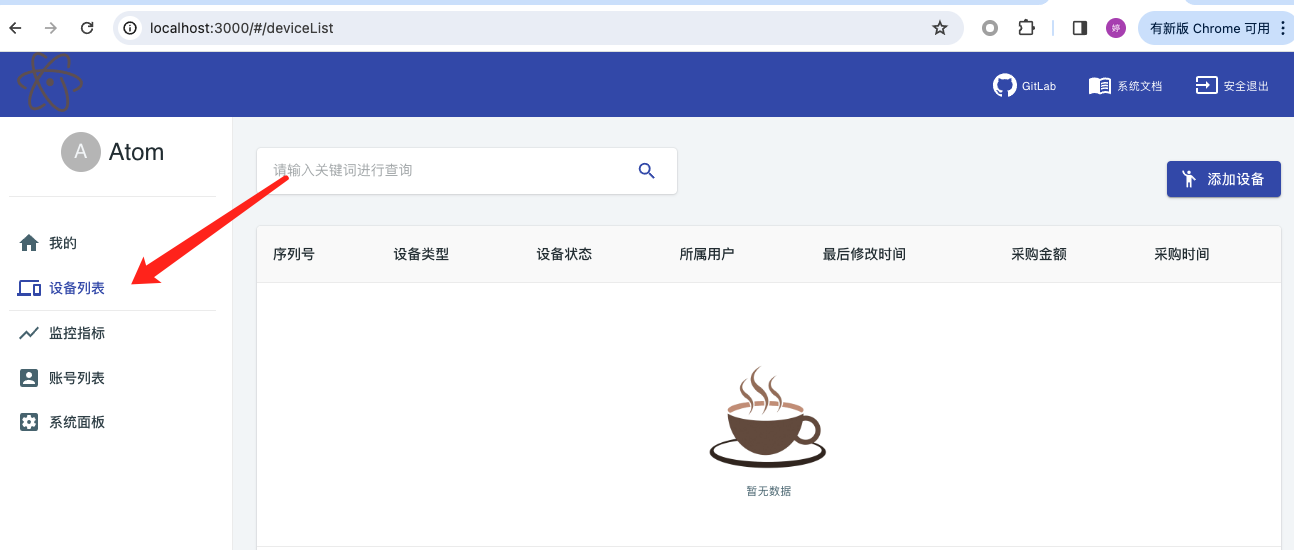 localhost:3000/#/deviceList
婷
有新版 Chrome 可用
GitLab
系统文档
安全退出
A
Atom
请输入关键词进行查询
添加设备
我的
设备列表
监控指标
账号列表
系统面板
序列号
设备类型
设备状态
所属用户
最后修改时间
采购金额
采购时间
暂无数据